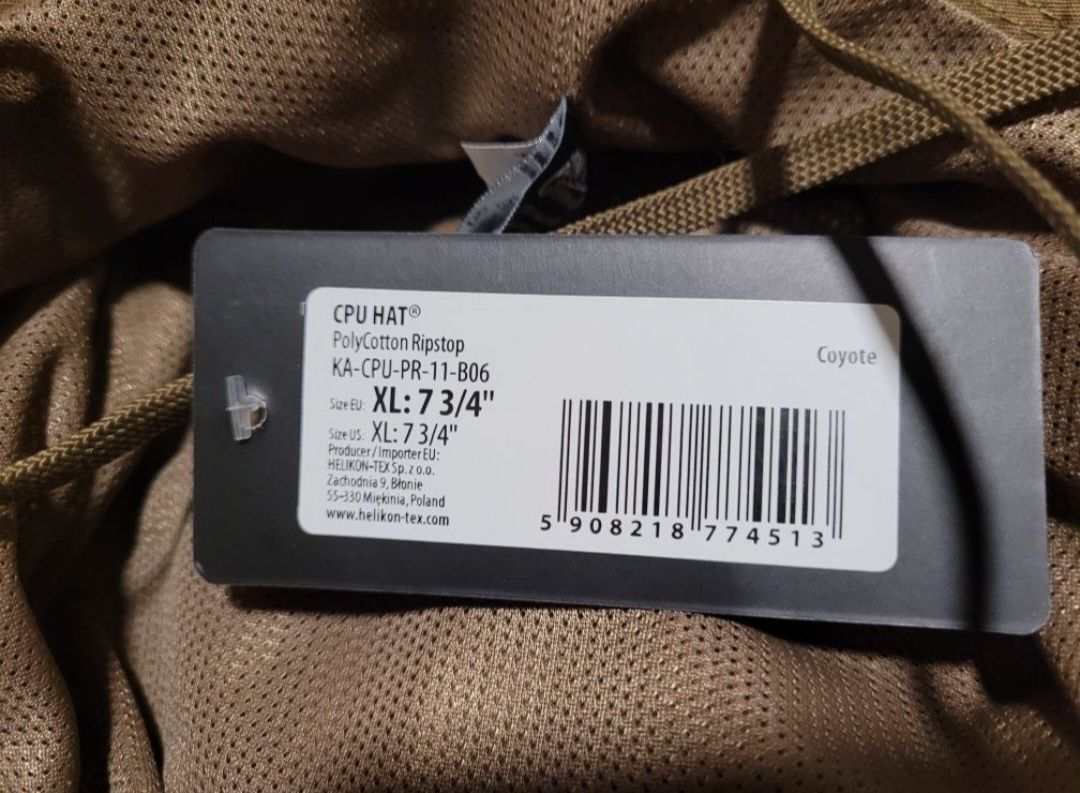 CPU HAT®
PolyCotton Ripstop
KA-CPU-PR-11-B06
Coyote
Size EU: XL: 7 3/4"
Size US: XL: 7 3/4"
Producer / Importer EU:
HELIKON-TEX Sp. z o.o.
Zachodnia 9, Błonie
55-330 Miękinia, Poland
www.helikon-tex.com
5 908218 774513